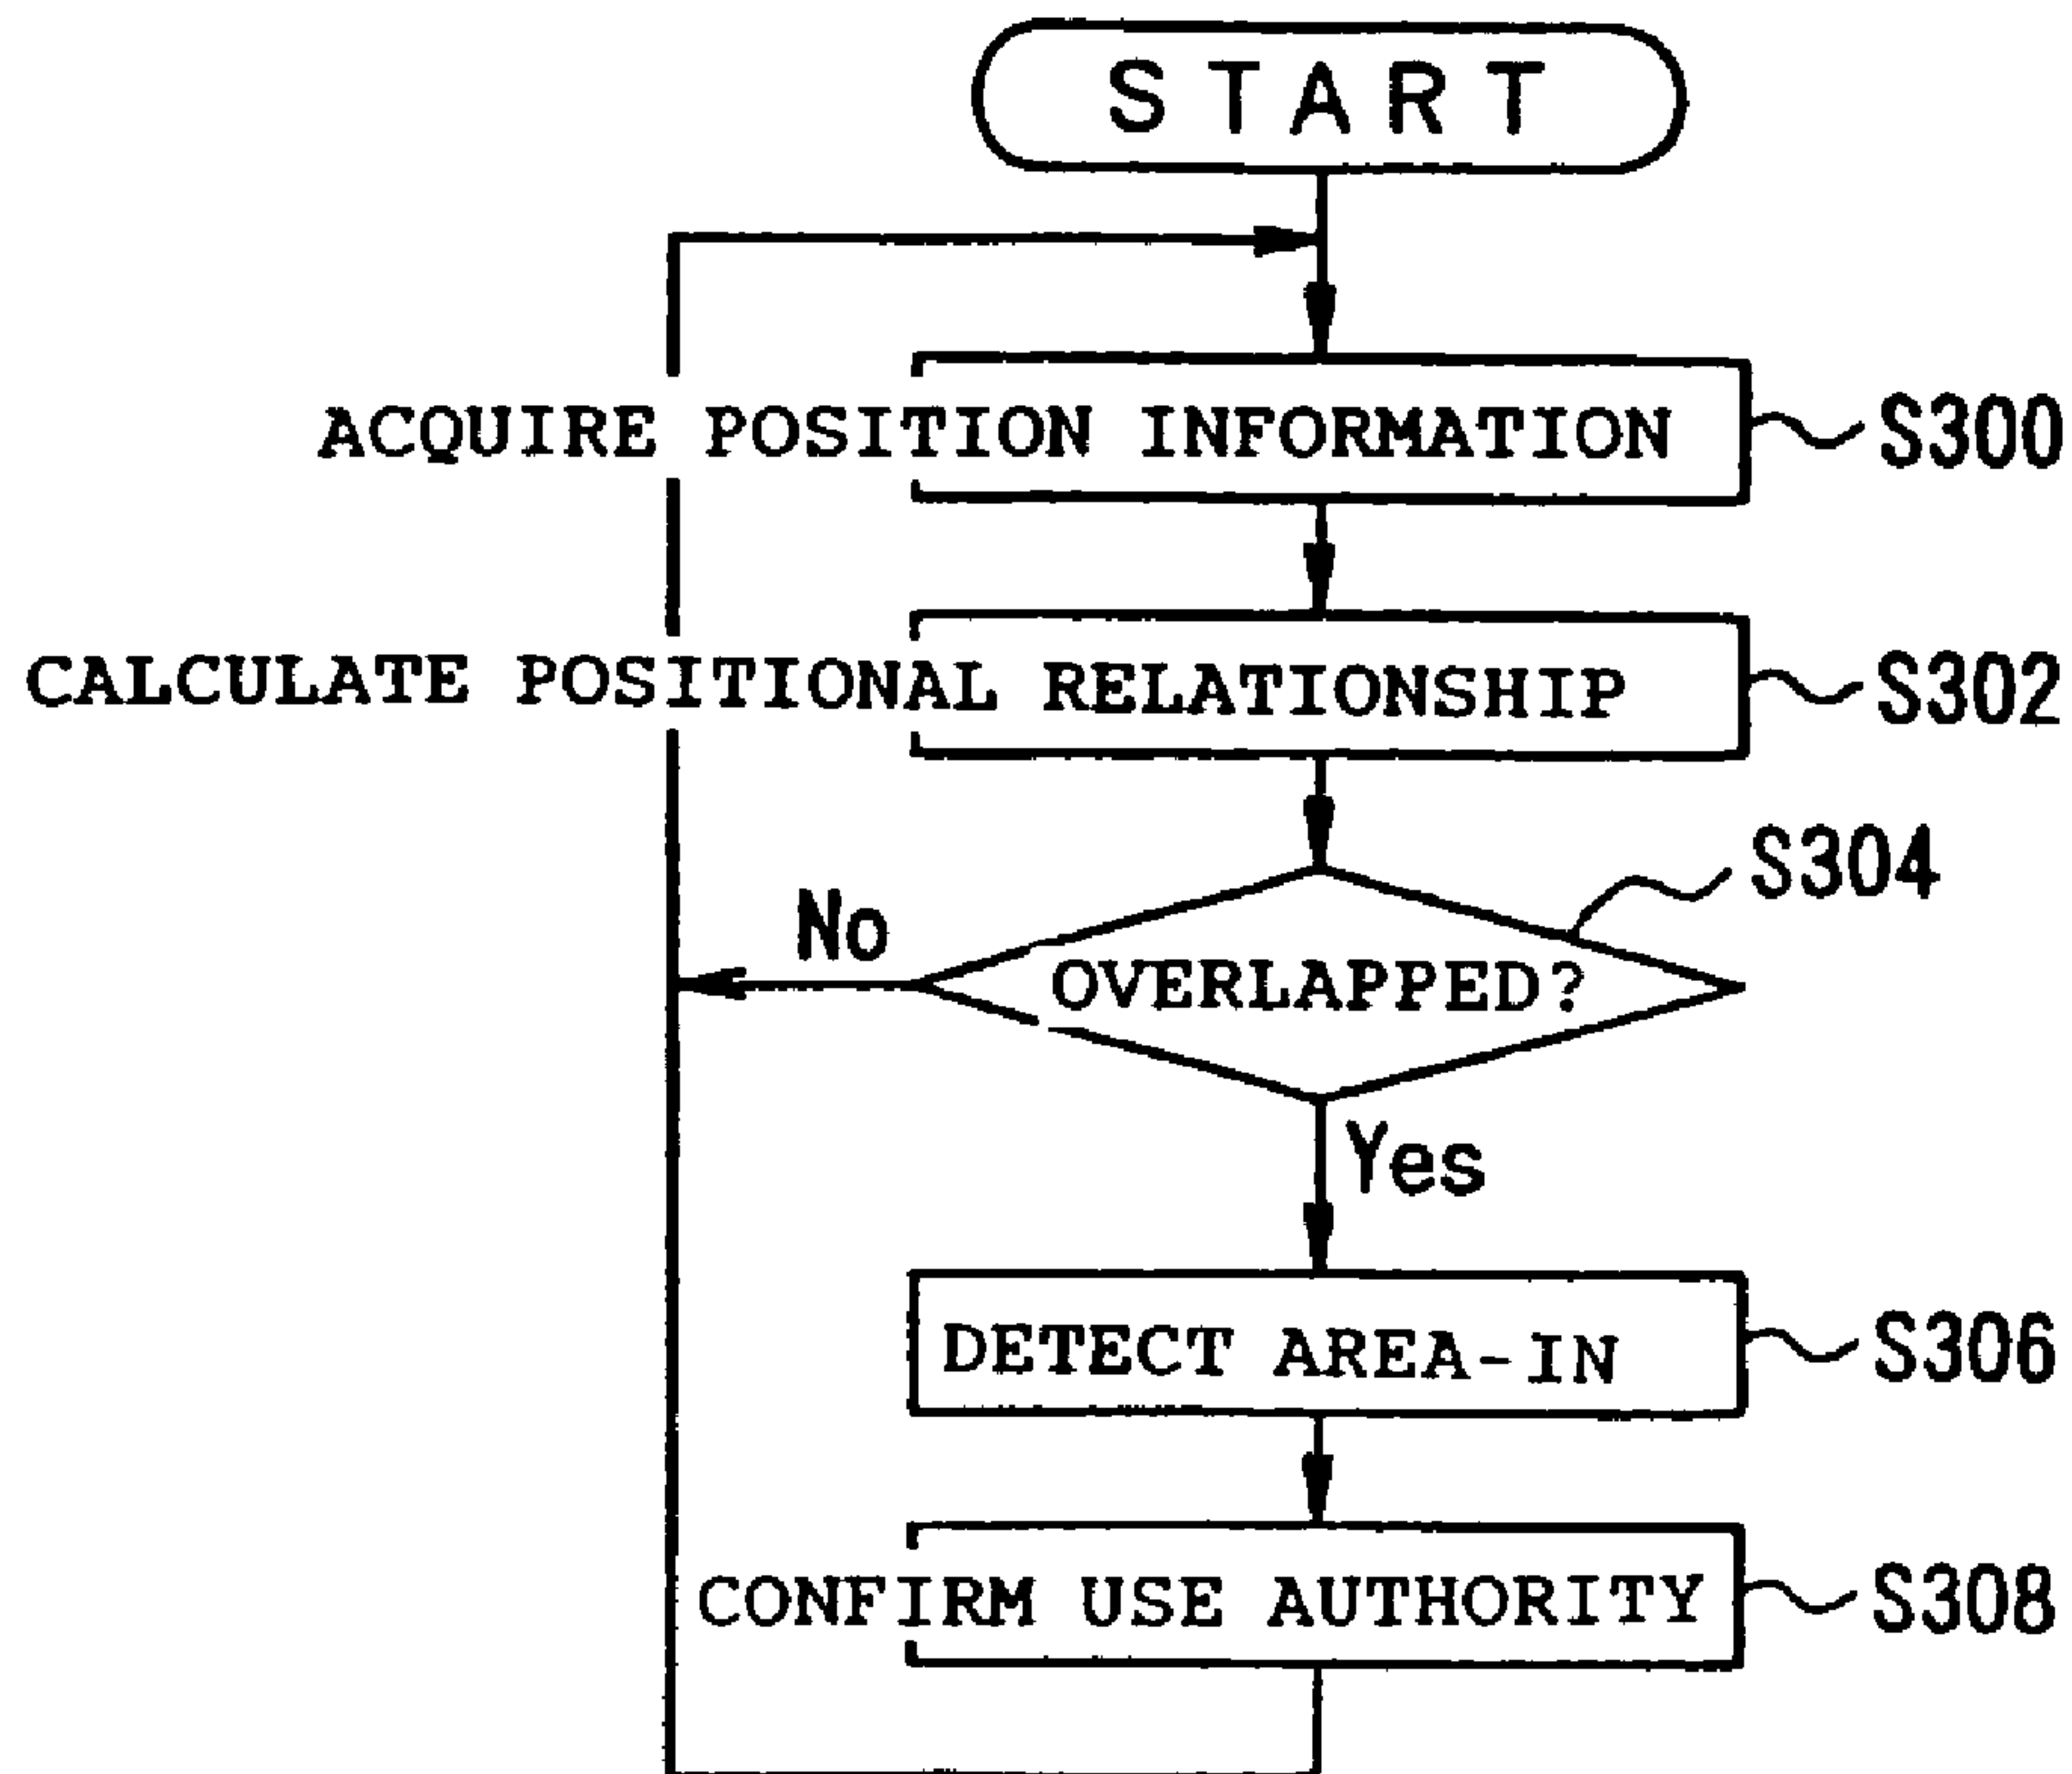 START
ACQUIRE POSITION INFORMATION S300
CALCULATE POSITIONAL RELATIONSHIP S302
S304
No
OVERLAPPED?
Yes
DETECT AREA-IN S306
CONFIRM USE AUTHORITY S308